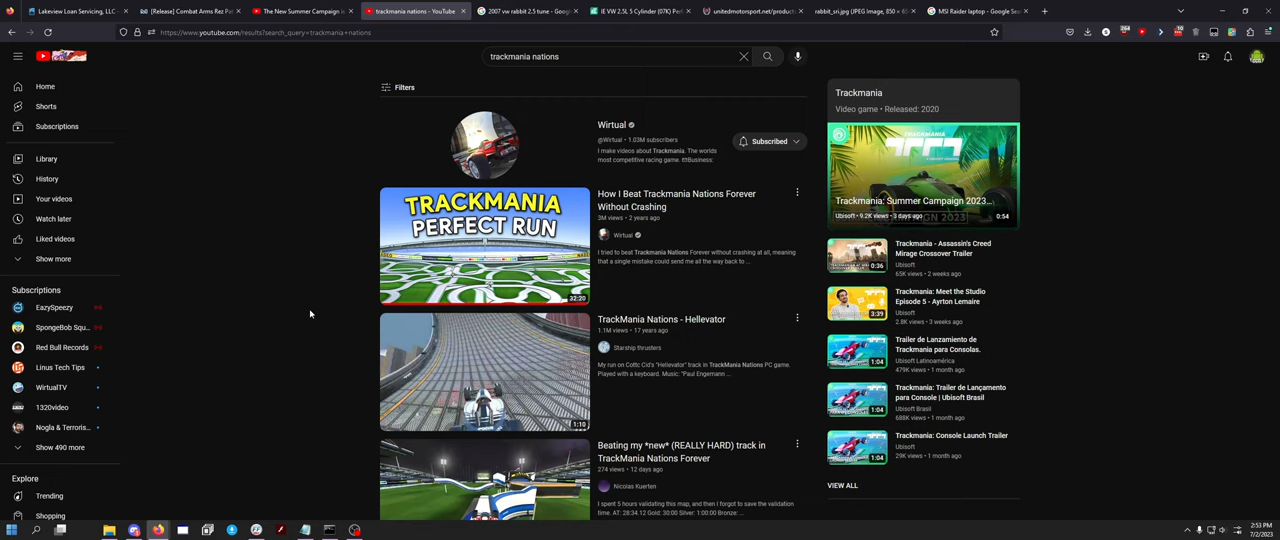 Lakeview Loan Servicing, LLC -
[Release] Combat Arms Rez Pat
The New Summer Campaign is
trackmania nations - YouTube
2007 vw rabbit 2.5 tune - Goog
IE VW 2.5L 5 Cylinder (07K) Per
unitedmotorsport.net/product
rabbit_sri.jpg (JPEG Image, 850 × 65
MSI Raider laptop - Google Sea
https://www.youtube.com/results?search_query=trackmania+nations
264
trackmania nations
Home
Shorts
Subscriptions
Library
History
Your videos
Watch later
Liked videos
Show more
Subscriptions
EazySpeezy
SpongeBob Squ...
Red Bull Records
Linus Tech Tips
WirtualTV
1320video
Nogla & Terroris...
Show 490 more
Explore
Trending
Shopping
Filters
Wirtual
@Wirtual • 1.03M subscribers
I make videos about Trackmania. The worlds
most competitive racing game. !!!Business:
Subscribed
TRACKMANIA
PERFECT RUN
32:20
How I Beat Trackmania Nations Forever
Without Crashing
3M views • 2 years ago
Wirtual
I tried to beat Trackmania Nations Forever without crashing at all, meaning
that a single mistake could send me all the way back to ...
1:10
TrackMania Nations - Hellevator
1.1M views • 17 years ago
Starship thrusters
My run on Cottc Cid's "Hellevator" track in TrackMania Nations PC game.
Played with a keyboard. Music: "Paul Engemann ...
Beating my *new* (REALLY HARD) track in
TrackMania Nations Forever
274 views • 12 days ago
Nicolas Kuerten
I spent 5 hours validating this map, and then I forgot to save the validation
time. AT: 28:34.12 Gold: 30:00 Silver: 1:00:00 Bronze: ...
Trackmania
Video game • Released: 2020
TRACKMANIA
Trackmania: Summer Campaign 2023...
Ubisoft • 9.2K views • 3 days ago
0:54
0:36
Trackmania - Assassin's Creed
Mirage Crossover Trailer
Ubisoft
65K views • 2 weeks ago
3:39
Trackmania: Meet the Studio
Episode 5 - Ayrton Lemaire
Ubisoft
2.8K views • 3 weeks ago
1:04
Trailer de Lanzamiento de
Trackmania para Consolas.
Ubisoft Latinoamérica
479K views • 1 month ago
1:04
Trackmania: Trailer de Lançamento
para Console | Ubisoft Brasil
Ubisoft Brasil
688K views • 1 month ago
1:04
Trackmania: Console Launch Trailer
Ubisoft
29K views • 1 month ago
VIEW ALL
2:53 PM
7/2/2023